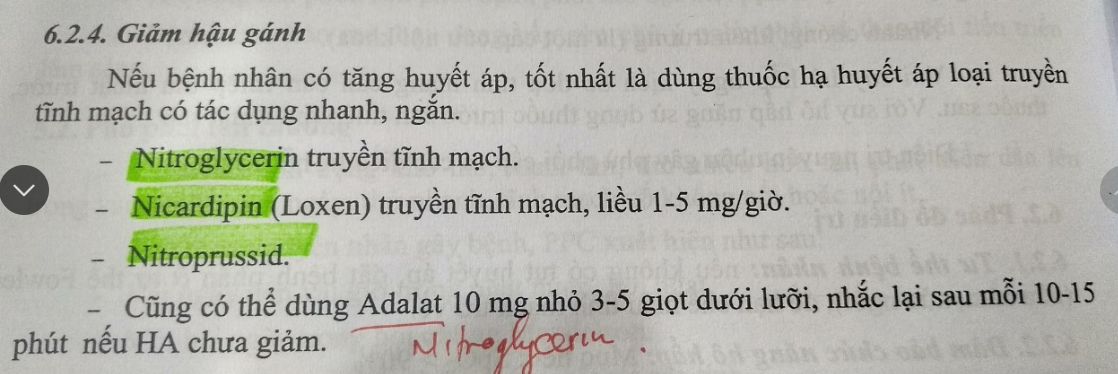 6.2.4. Giảm hậu gánh
Nếu bệnh nhân có tăng huyết áp, tốt nhất là dùng thuốc hạ huyết áp loại truyền
tĩnh mạch có tác dụng nhanh, ngắn.
– Nitroglycerin truyền tĩnh mạch.
– Nicardipin (Loxen) truyền tĩnh mạch, liều 1-5 mg/giờ.
– Nitroprussid.
– Cũng có thể dùng Adalat 10 mg nhỏ 3-5 giọt dưới lưỡi, nhắc lại sau mỗi 10-15
phút nếu HA chưa giảm.
Nitroglycerin.